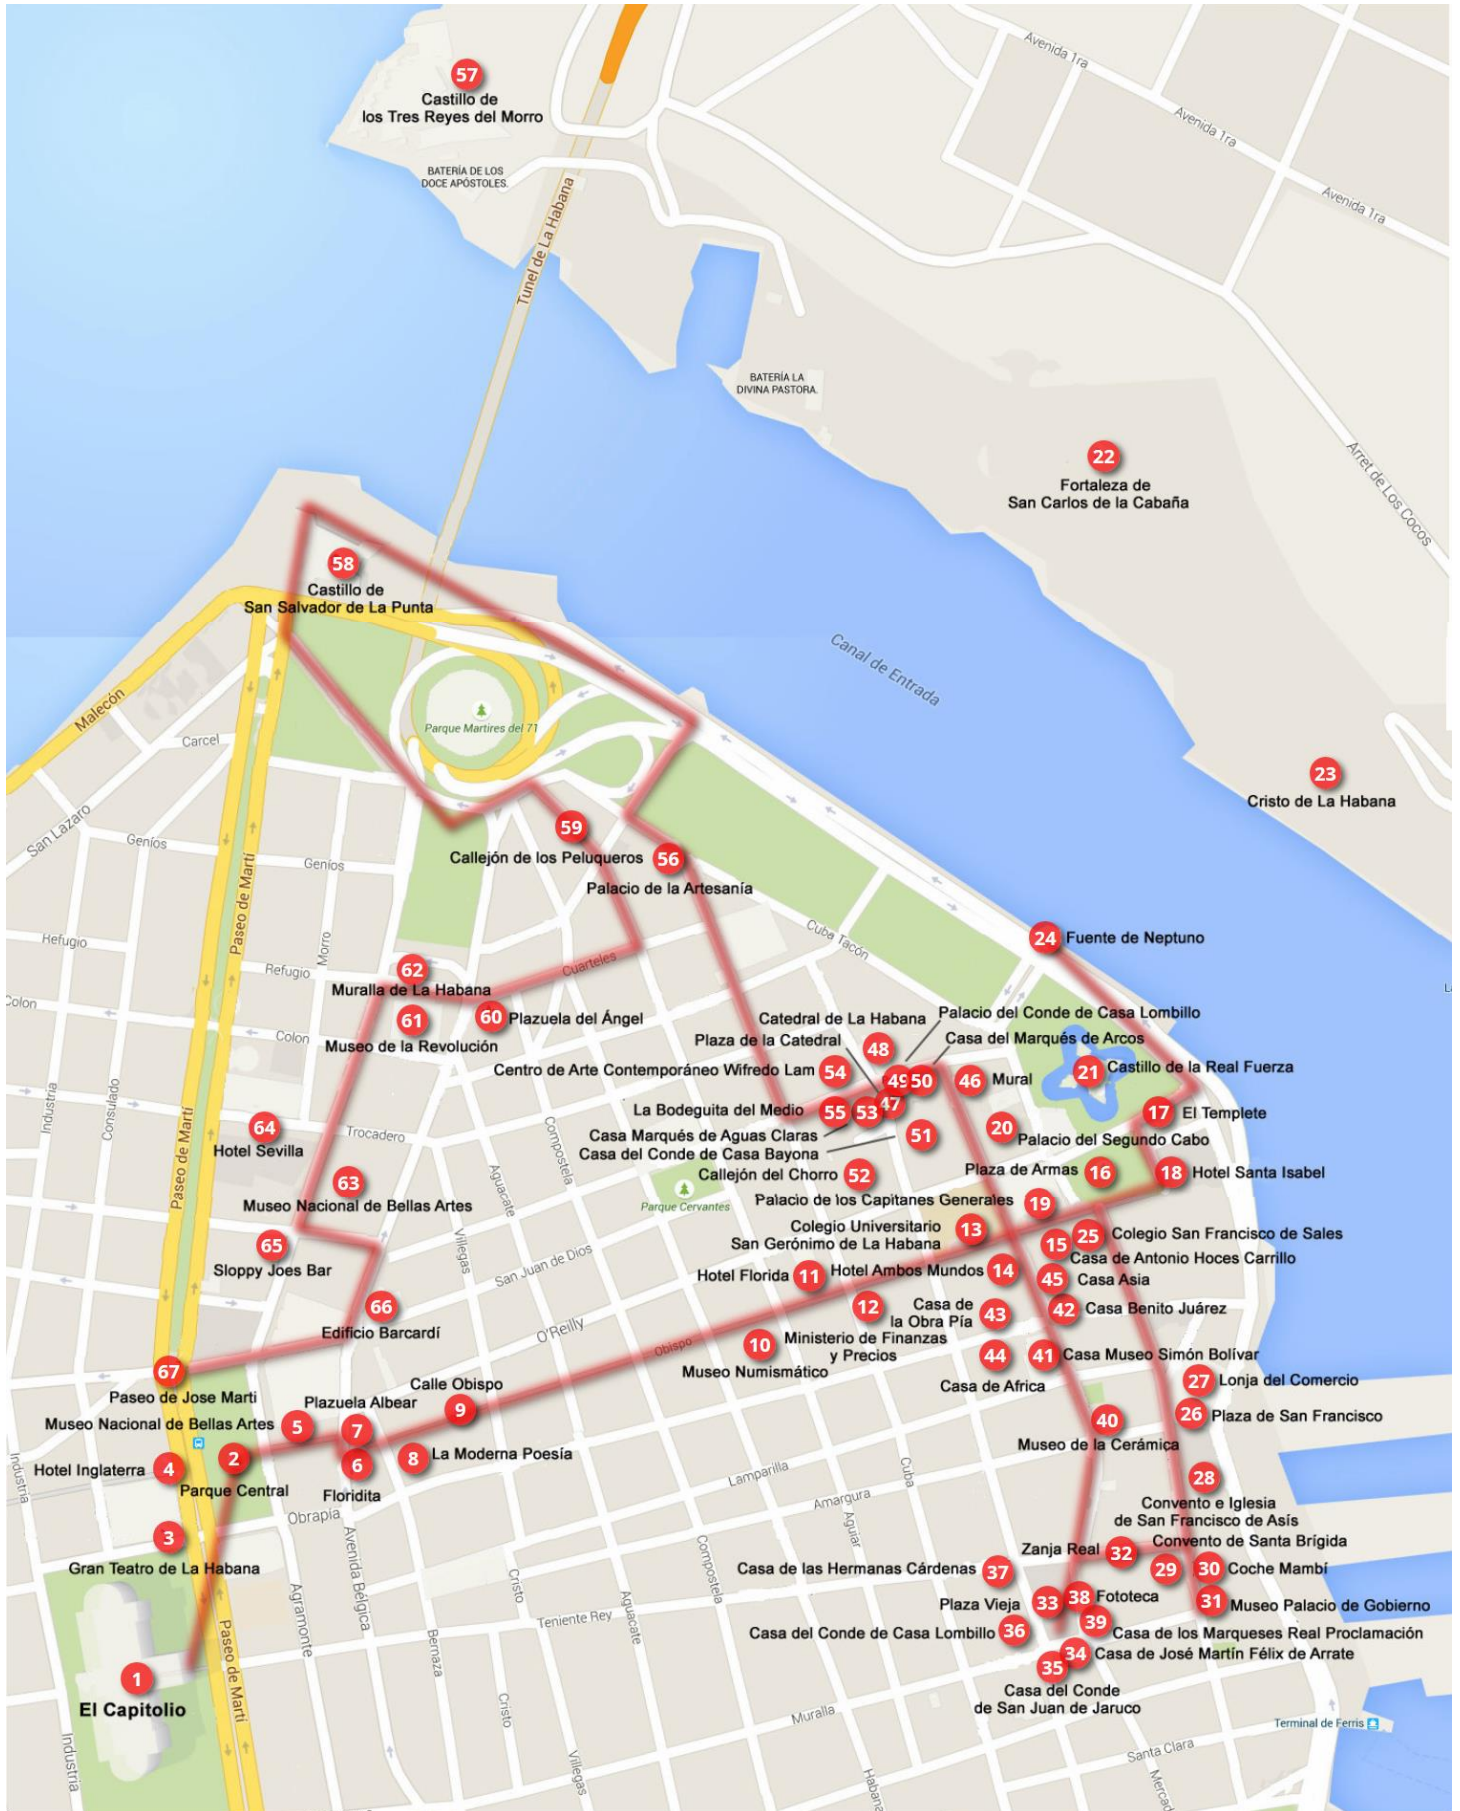 57
Castillo de
los Tres Reyes del Morro
BATERÍA DE LOS
DOCE APÓSTOLES.
Tunel de La Habana
Avenida 1ra
Avenida 1ra
Avenida 1ra
BATERÍA LA
DIVINA PASTORA.
22
Fortaleza de
San Carlos de la Cabaña
Arret de Los Cocos
58
Castillo de
San Salvador de La Punta
Canal de Entrada
Malecón
Parque Martires del 71
23
Cristo de La Habana
Carcel
San Lazaro
Genios
Genios
Paseo de Martí
59
Callejón de los Peluqueros
56
Palacio de la Artesanía
Refugio
Morro
Refugio
Cuba Tacón
24
Fuente de Neptuno
Cuarteles
62
Muralla de La Habana
Colon
Colon
61
Museo de la Revolución
60
Plazuela del Ángel
Catedral de La Habana
48
Palacio del Conde de Casa Lombillo
Plaza de la Catedral
Casa del Marqués de Arcos
Centro de Arte Contemporáneo Wifredo Lam
54
49
50
46
Mural
21
Castillo de la Real Fuerza
Industria
Consulado
La Bodeguita del Medio
55
53
47
17
El Templete
64
Hotel Sevilla
Trocadero
Casa Marqués de Aguas Claras
Casa del Conde de Casa Bayona
51
20
Palacio del Segundo Cabo
Compostela
Aguacate
Paseo de Martí
Callejón del Chorro
52
Plaza de Armas
16
18
Hotel Santa Isabel
63
Museo Nacional de Bellas Artes
Parque Cervantes
Palacio de los Capitanes Generales
19
65
Sloppy Joes Bar
Villegas
San Juan de Dios
Colegio Universitario
San Gerónimo de La Habana
13
15
25
Colegio San Francisco de Sales
Casa de Antonio Hoces Carrillo
Hotel Florida
11
Hotel Ambos Mundos
14
45
Casa Asia
66
Edificio Barcardí
O'Reilly
12
Casa de
la Obra Pía
43
42
Casa Benito Juárez
Obispo
10
Museo Numismático
Ministerio de Finanzas
y Precios
44
Casa de Africa
41
Casa Museo Simón Bolívar
67
Paseo de Jose Marti
Calle Obispo
9
Plazuela Albear
27
Lonja del Comercio
26
Plaza de San Francisco
Museo Nacional de Bellas Artes
5
7
40
Museo de la Cerámica
Hotel Inglaterra
4
2
Parque Central
6
Floridita
8
La Moderna Poesía
Industria
Lamparilla
Cuba
28
Convento e Iglesia
de San Francisco de Asís
Amargura
Obrapía
3
Gran Teatro de La Habana
Avenida Belgica
Aguiar
Zanja Real
32
Convento de Santa Brígida
29
30
Coche Mambí
Compostela
Casa de las Hermanas Cárdenas
37
Cristo
Agramonte
Aguacate
Teniente Rey
Plaza Vieja
33
38
Fototeca
31
Museo Palacio de Gobierno
Casa del Conde de Casa Lombillo
36
39
Casa de los Marqueses Real Proclamación
Paseo de Martí
Bernaza
34
Casa de José Martín Félix de Arrate
1
El Capitolio
35
Casa del Conde
de San Juan de Jaruco
Cristo
Muralla
Terminal de Ferris
Industria
Villegas
Habana
Santa Clara
Mercad